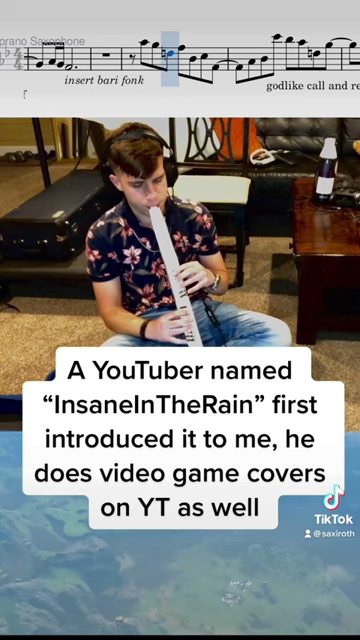 prano Saxophone
insert bari fonk
godlike call and re
A YouTuber named
“InsaneInTheRain” first
introduced it to me, he
does video game covers
on YT as well
TikTok
@saxiroth